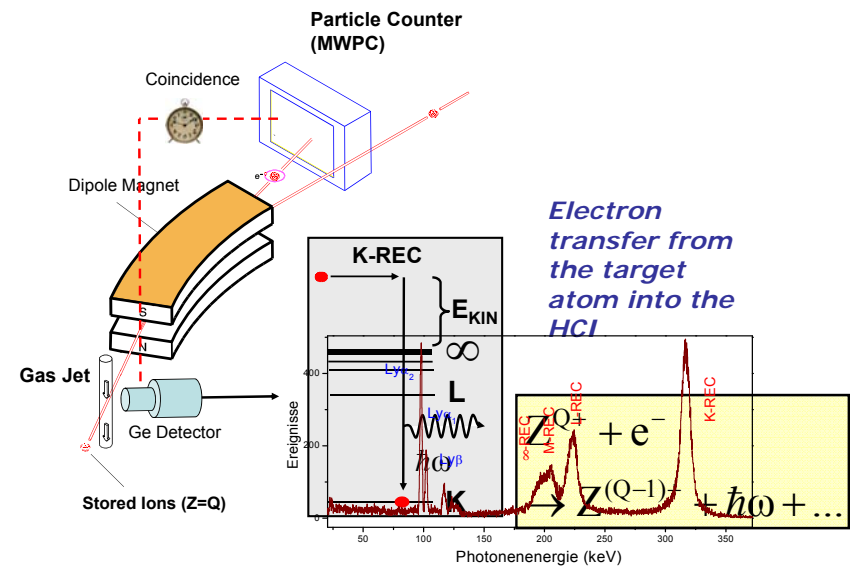 Particle Counter
(MWPC)
Coincidence
e⁻
Dipole Magnet
S
N
Gas Jet
Ge Detector
Stored Ions (Z=Q)
Electron
transfer from
the target
atom into the
HCI
K-REC
E_KIN
∞
L
K
ħω
Lyα₂
Lyα₁
Lyβ
∞-REC
M-REC
L-REC
K-REC
Z^Q+ + e⁻
→ Z^(Q-1)+ + ħω + ...
Ereignisse
400
200
0
50 100 150 200 250 300 350
Photonenenergie (keV)